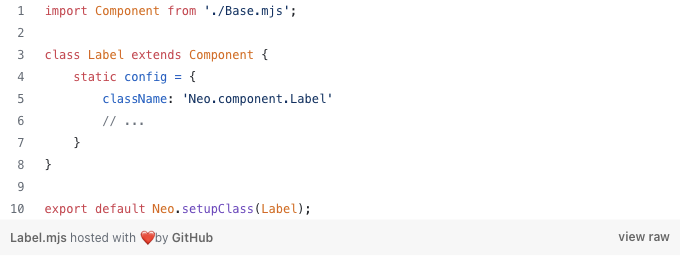 1 import Component from './Base.mjs';
2
3 class Label extends Component {
4     static config = {
5         className: 'Neo.component.Label'
6         // ...
7     }
8 }
9
10 export default Neo.setupClass(Label);
Label.mjs hosted with ❤️by GitHub view raw